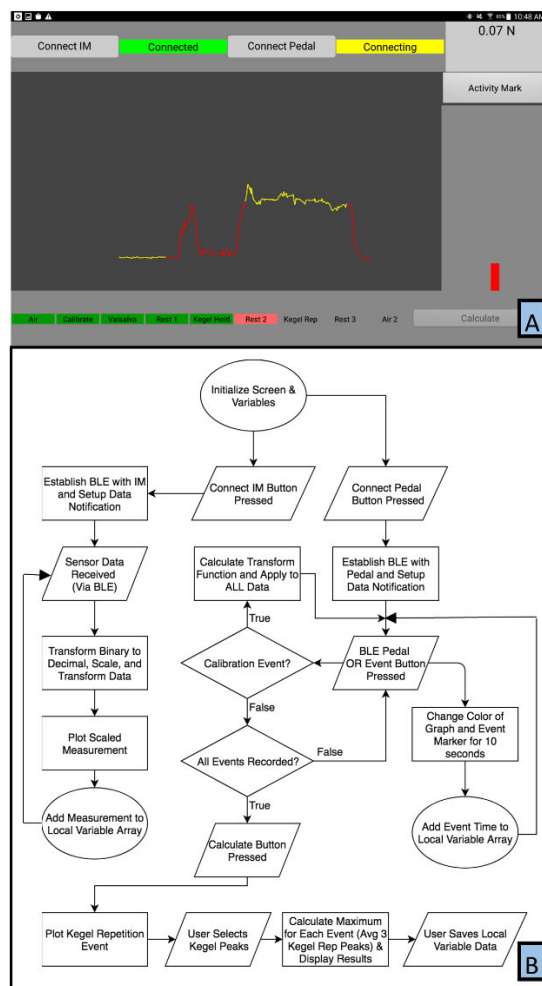 10:48 AM
Connect IM
Connected
Connect Pedal
Connecting
0.07 N
Activity Mark
Air
Calibrate
Valsalva
Rest 1
Kegel Hold
Rest 2
Kegel Rep
Rest 3
Air 2
Calculate
A
Initialize Screen &
Variables
Establish BLE with IM
and Setup Data
Notification
Connect IM Button
Pressed
Connect Pedal
Button Pressed
Sensor Data
Received
(Via BLE)
Calculate Transform
Function and Apply to
ALL Data
Establish BLE with
Pedal and Setup
Data Notification
True
Transform Binary to
Decimal, Scale, and
Transform Data
Calibration Event?
BLE Pedal
OR Event Button
Pressed
False
Plot Scaled
Measurement
Change Color of
Graph and Event
Marker for 10
seconds
All Events Recorded?
False
True
Add Measurement to
Local Variable Array
Calculate Button
Pressed
Add Event Time to
Local Variable Array
Plot Kegel Repetition
Event
User Selects
Kegel Peaks
Calculate Maximum
for Each Event (Avg 3
Kegel Rep Peaks) &
Display Results
User Saves Local
Variable Data
B